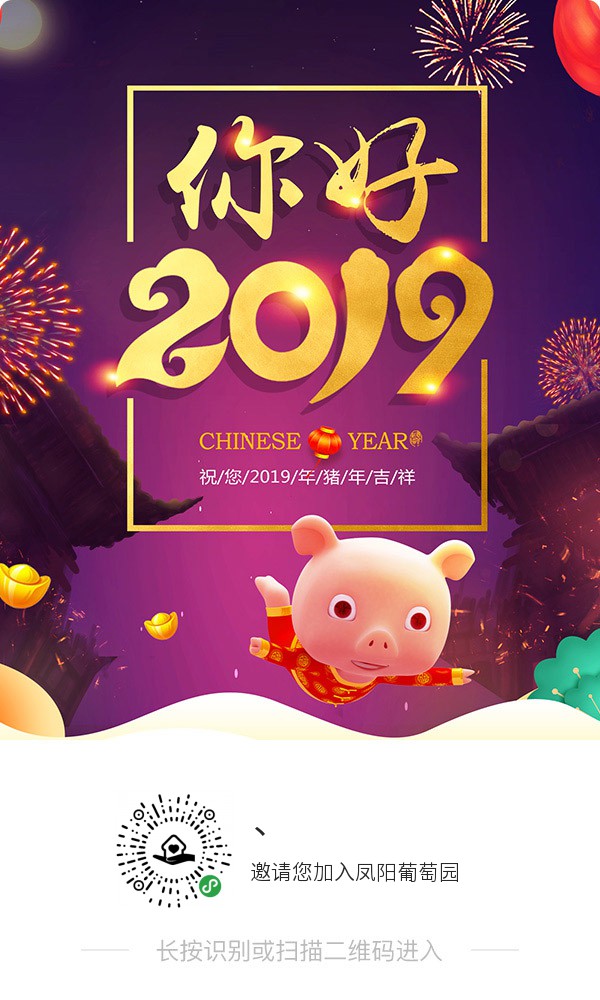 你好
2019
CHINESE YEAR
祝/您/2019/年/猪/年/吉/祥
、
邀请您加入凤阳葡萄园
长按识别或扫描二维码进入